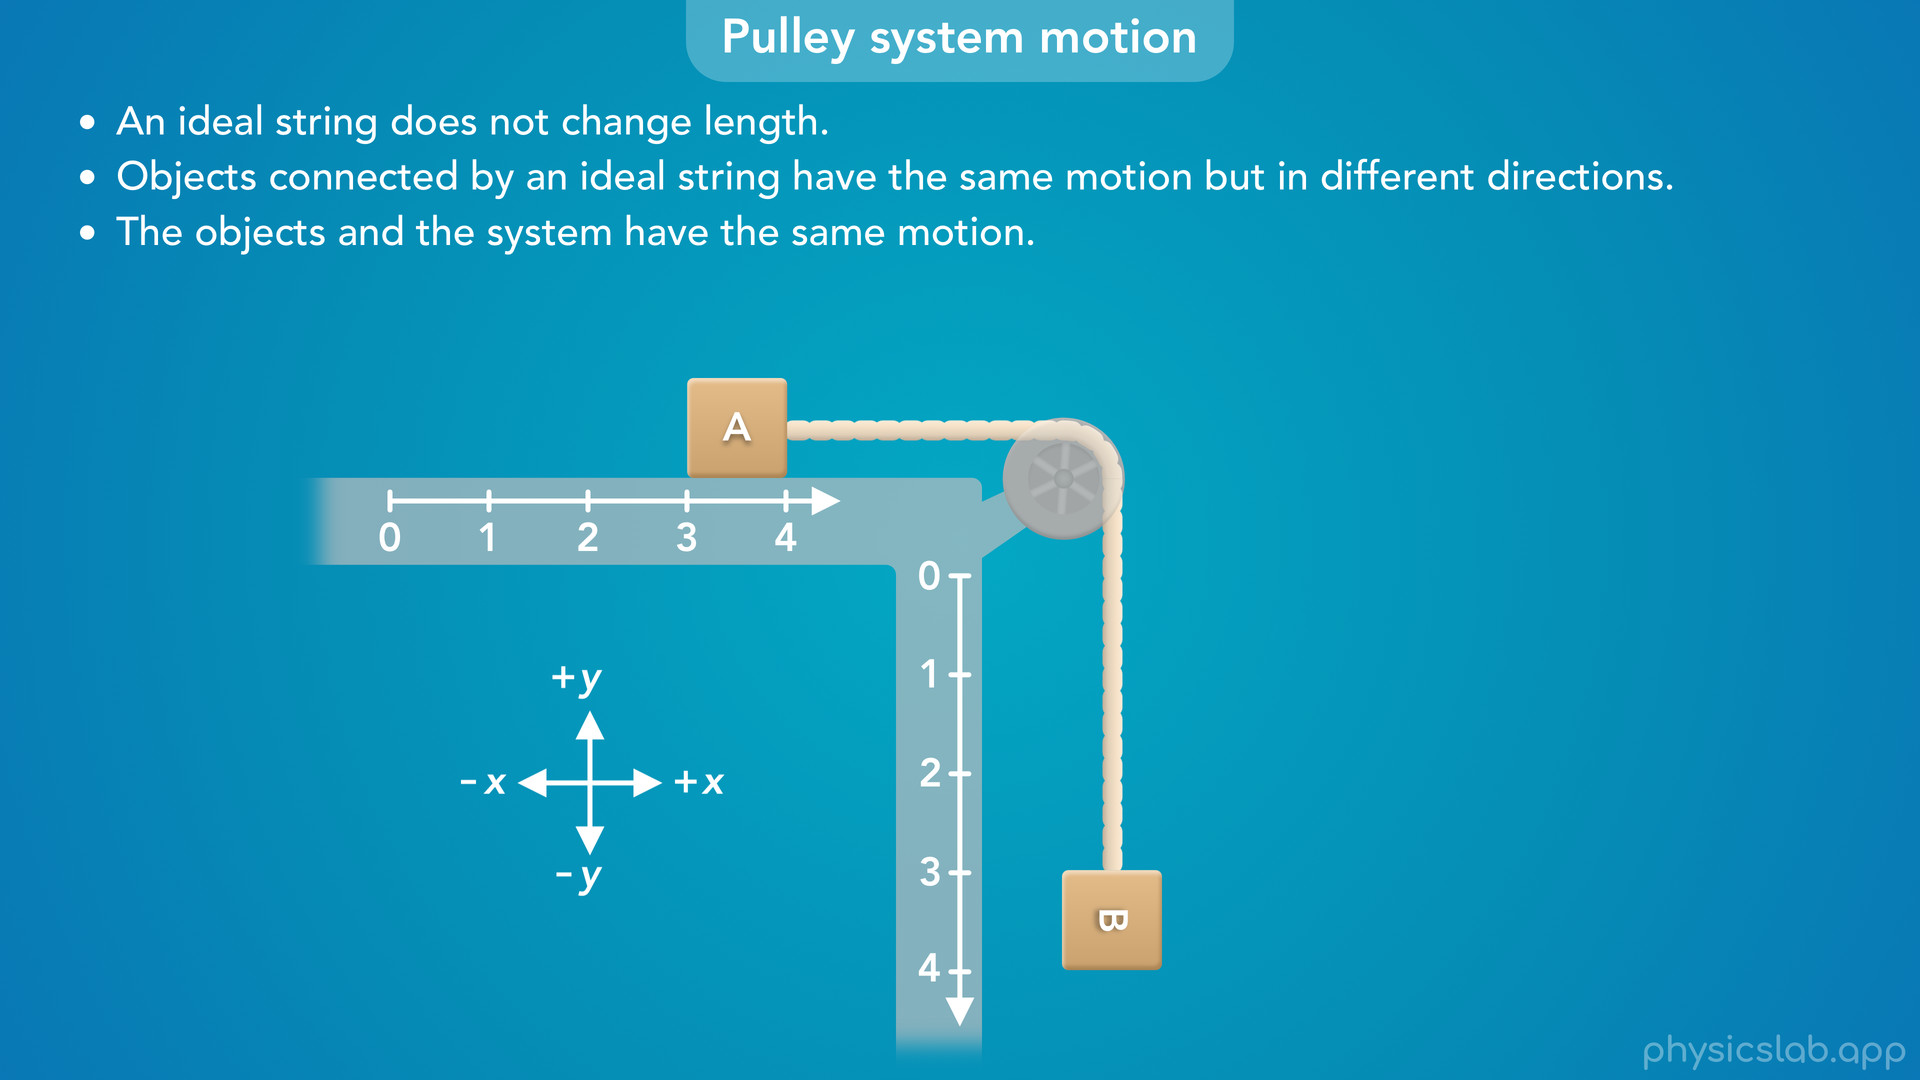 Pulley system motion
• An ideal string does not change length.
• Objects connected by an ideal string have the same motion but in different directions.
• The objects and the system have the same motion.
A
0 1 2 3 4
0
1
2
3
4
+y
-x +x
-y
B
physicslab.app